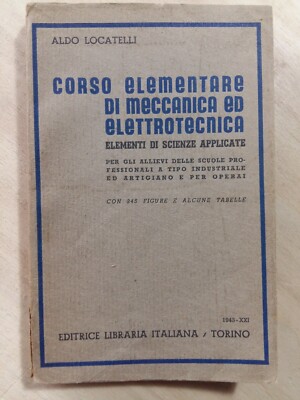 ALDO LOCATELLI
CORSO ELEMENTARE
DI MECCANICA ED
ELETTROTECNICA
ELEMENTI DI SCIENZE APPLICATE
PER GLI ALLIEVI DELLE SCUOLE PRO-
FESSIONALI A TIPO INDUSTRIALE
ED ARTIGIANO E PER OPERAI
CON 345 FIGURE E ALCUNE TABELLE
1943-XXI
EDITRICE LIBRARIA ITALIANA / TORINO